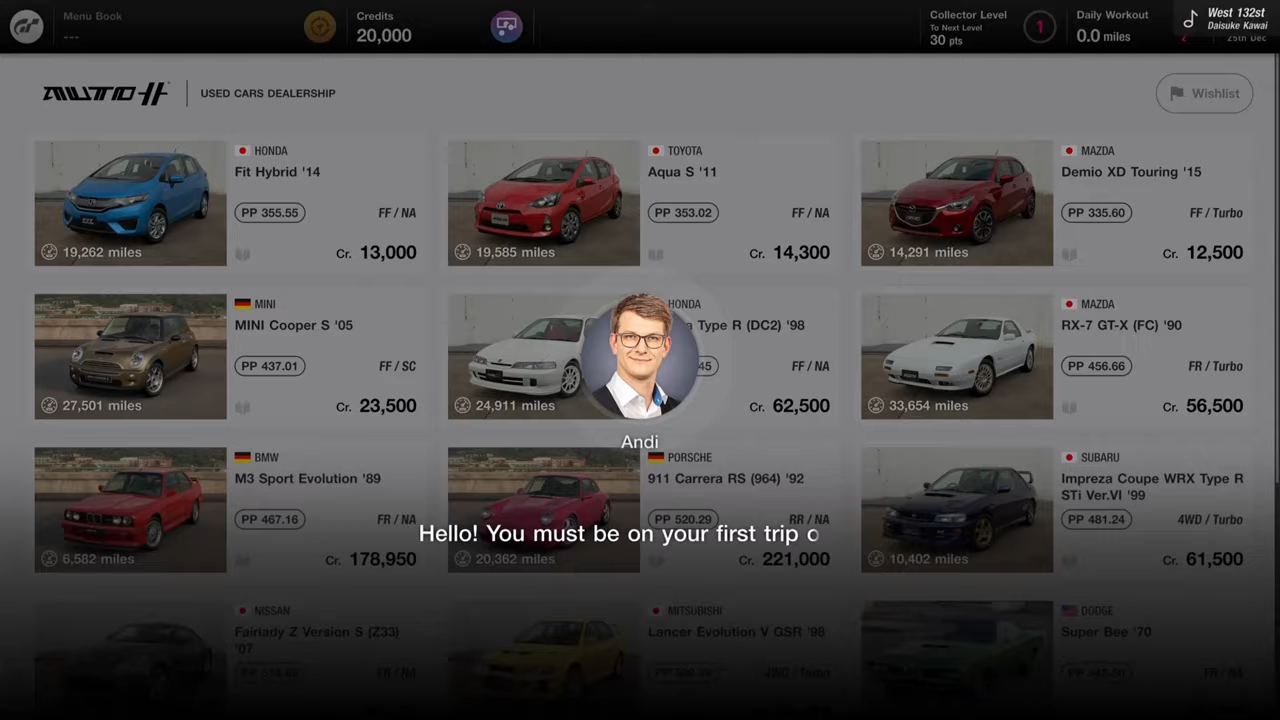 Menu Book
---
Credits
20,000
Collector Level
To Next Level
30 pts
1
Daily Workout
0.0 miles
West 132st
Daisuke Kawai
25th Dec
AUTO
USED CARS DEALERSHIP
Wishlist
HONDA
Fit Hybrid '14
PP 355.55
FF / NA
19,262 miles
Cr. 13,000
TOYOTA
Aqua S '11
PP 353.02
FF / NA
19,585 miles
Cr. 14,300
MAZDA
Demio XD Touring '15
PP 335.60
FF / Turbo
14,291 miles
Cr. 12,500
MINI
MINI Cooper S '05
PP 437.01
FF / SC
27,501 miles
Cr. 23,500
HONDA
Type R (DC2) '98
45
FF / NA
24,911 miles
Cr. 62,500
MAZDA
RX-7 GT-X (FC) '90
PP 456.66
FR / Turbo
33,654 miles
Cr. 56,500
Andi
BMW
M3 Sport Evolution '89
PP 467.16
FR / NA
6,582 miles
Cr. 178,950
PORSCHE
911 Carrera RS (964) '92
PP 520.29
RR / NA
20,362 miles
Cr. 221,000
SUBARU
Impreza Coupe WRX Type R
STi Ver.VI '99
PP 481.24
4WD / Turbo
10,402 miles
Cr. 61,500
Hello! You must be on your first trip o
NISSAN
Fairlady Z Version S (Z33)
'07
FR / NA
MITSUBISHI
Lancer Evolution V GSR '98
4WD / Turbo
DODGE
Super Bee '70
FR / NA